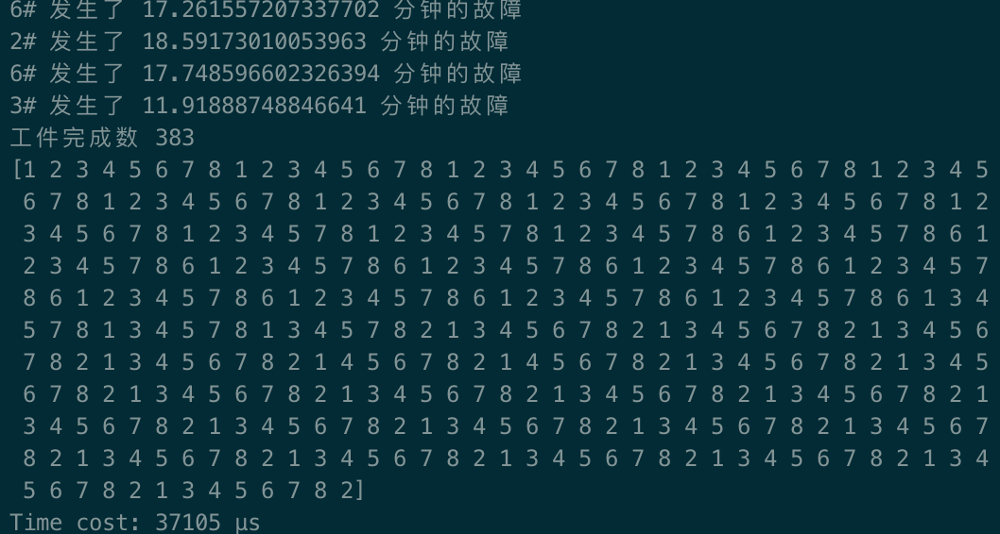 6# 发生了 17.261557207337702 分钟的故障
2# 发生了 18.59173010053963 分钟的故障
6# 发生了 17.748596602326394 分钟的故障
3# 发生了 11.91888748846641 分钟的故障
工件完成数 383
[1 2 3 4 5 6 7 8 1 2 3 4 5 6 7 8 1 2 3 4 5 6 7 8 1 2 3 4 5 6 7 8 1 2 3 4 5
6 7 8 1 2 3 4 5 6 7 8 1 2 3 4 5 6 7 8 1 2 3 4 5 6 7 8 1 2 3 4 5 6 7 8 1 2
3 4 5 6 7 8 1 2 3 4 5 7 8 1 2 3 4 5 7 8 1 2 3 4 5 7 8 6 1 2 3 4 5 7 8 6 1
2 3 4 5 7 8 6 1 2 3 4 5 7 8 6 1 2 3 4 5 7 8 6 1 2 3 4 5 7 8 6 1 2 3 4 5 7
8 6 1 2 3 4 5 7 8 6 1 2 3 4 5 7 8 6 1 2 3 4 5 7 8 6 1 2 3 4 5 7 8 6 1 3 4
5 7 8 1 3 4 5 7 8 1 3 4 5 7 8 2 1 3 4 5 6 7 8 2 1 3 4 5 6 7 8 2 1 3 4 5 6
7 8 2 1 3 4 5 6 7 8 2 1 4 5 6 7 8 2 1 4 5 6 7 8 2 1 3 4 5 6 7 8 2 1 3 4 5
6 7 8 2 1 3 4 5 6 7 8 2 1 3 4 5 6 7 8 2 1 3 4 5 6 7 8 2 1 3 4 5 6 7 8 2 1
3 4 5 6 7 8 2 1 3 4 5 6 7 8 2 1 3 4 5 6 7 8 2 1 3 4 5 6 7 8 2 1 3 4 5 6 7
8 2 1 3 4 5 6 7 8 2 1 3 4 5 6 7 8 2 1 3 4 5 6 7 8 2 1 3 4 5 6 7 8 2 1 3 4
5 6 7 8 2 1 3 4 5 6 7 8 2]
Time cost: 37105 µs